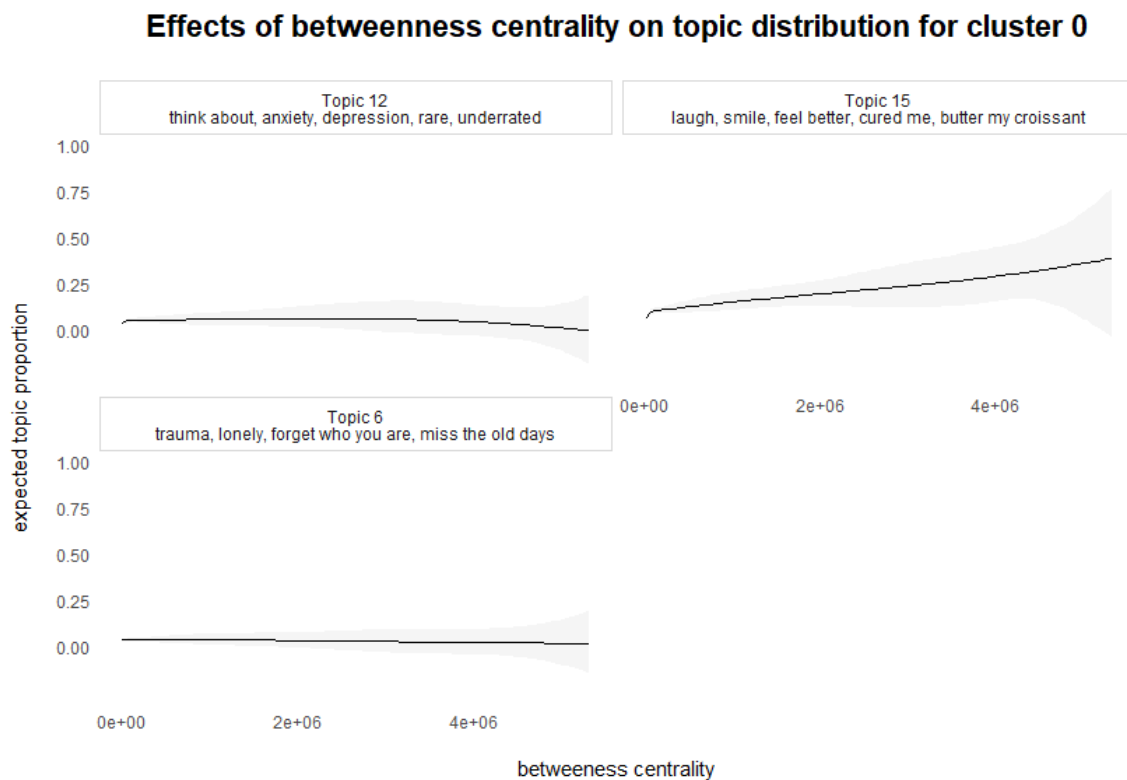 Effects of betweenness centrality on topic distribution for cluster 0
Topic 12
think about, anxiety, depression, rare, underrated
Topic 15
laugh, smile, feel better, cured me, butter my croissant
1.00
0.75
0.50
0.25
0.00
0e+00
2e+06
4e+06
Topic 6
trauma, lonely, forget who you are, miss the old days
1.00
0.75
0.50
0.25
0.00
0e+00
2e+06
4e+06
expected topic proportion
betweeness centrality